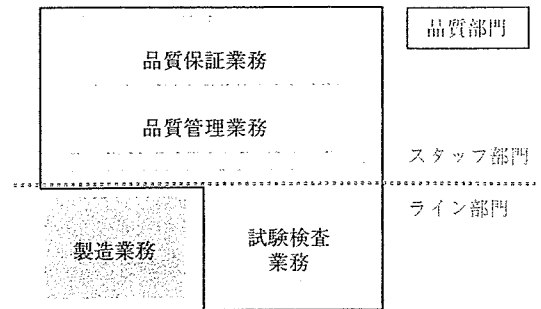 品質部門
品質保証業務
品質管理業務
スタッフ部門
ライン部門
製造業務
試験検査
業務